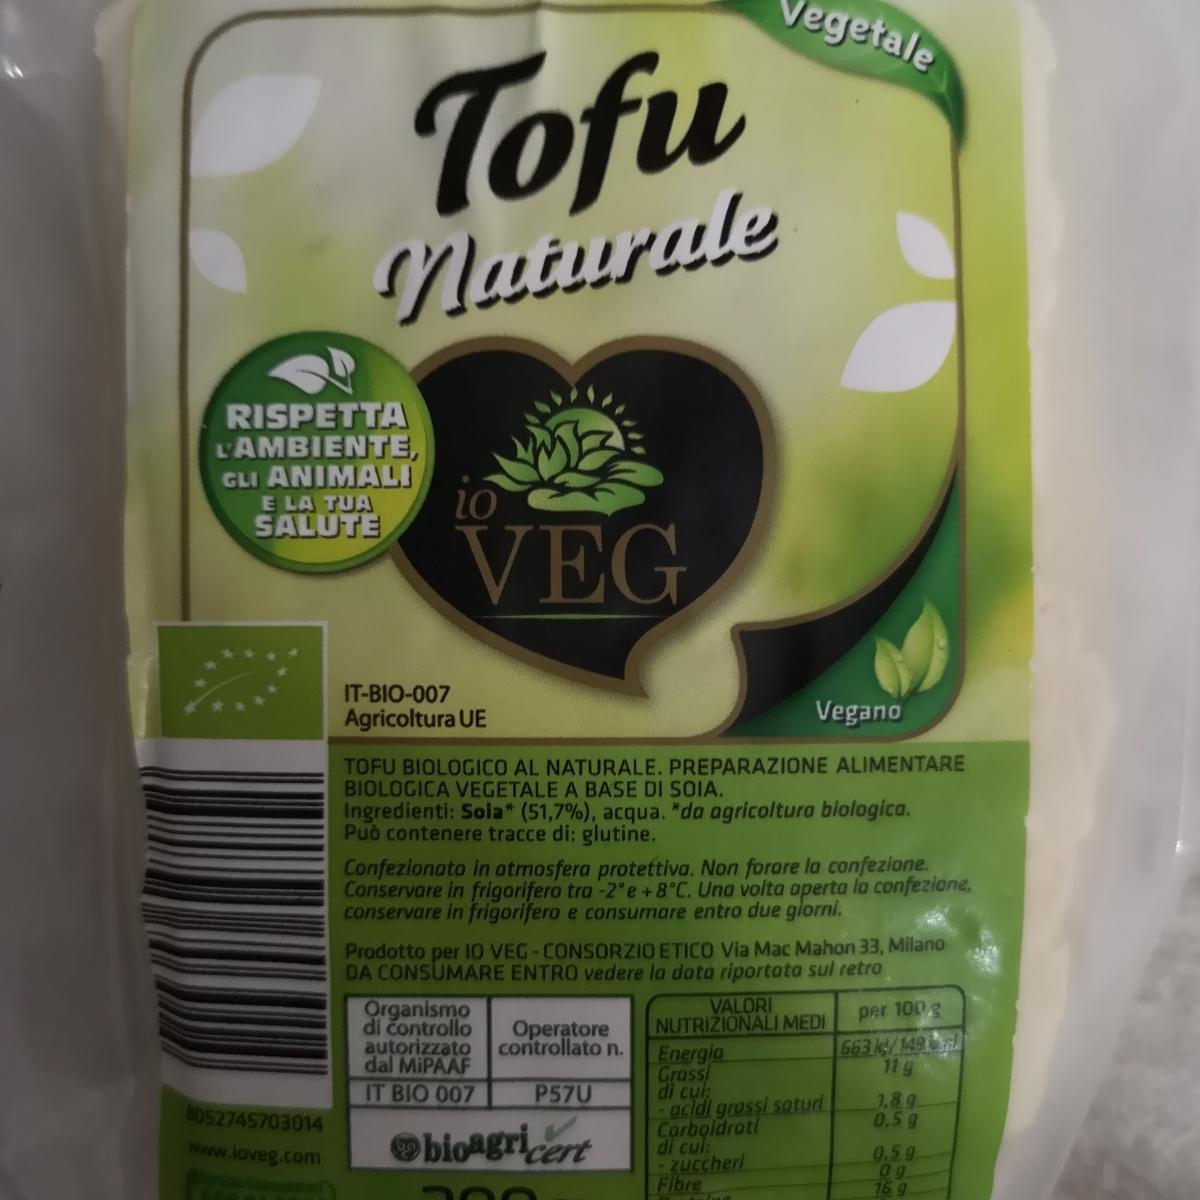 Vegetale
Tofu
Naturale
RISPETTA
L'AMBIENTE,
GLI ANIMALI
E LA TUA
SALUTE
io
VEG
IT-BIO-007
Agricoltura UE
Vegano
TOFU BIOLOGICO AL NATURALE. PREPARAZIONE ALIMENTARE
BIOLOGICA VEGETALE A BASE DI SOIA.
Ingredienti: Soia* (51,7%), acqua. *da agricoltura biologica.
Può contenere tracce di: glutine.
Confezionato in atmosfera protettiva. Non forare la confezione.
Conservare in frigorifero tra -2° e + 8°C. Una volta aperta la confezione,
conservare in frigorifero e consumare entro due giorni.
Prodotto per IO VEG - CONSORZIO ETICO Via Mac Mahon 33, Milano
DA CONSUMARE ENTRO vedere la data riportata sul retro
Organismo
di controllo
autorizzato
dal MiPAAF
Operatore
controllato n.
IT BIO 007 P57U
bioagricert
8052745703014
www.ioveg.com
VALORI
NUTRIZIONALI MEDI
per 100 g
Energia 663 kJ/149
Grassi 11 g
di cui:
- acidi grassi saturi 1,8 g
Carboidrati 0,5 g
di cui:
- zuccheri 0,5 g
Fibre 0 g
16 g